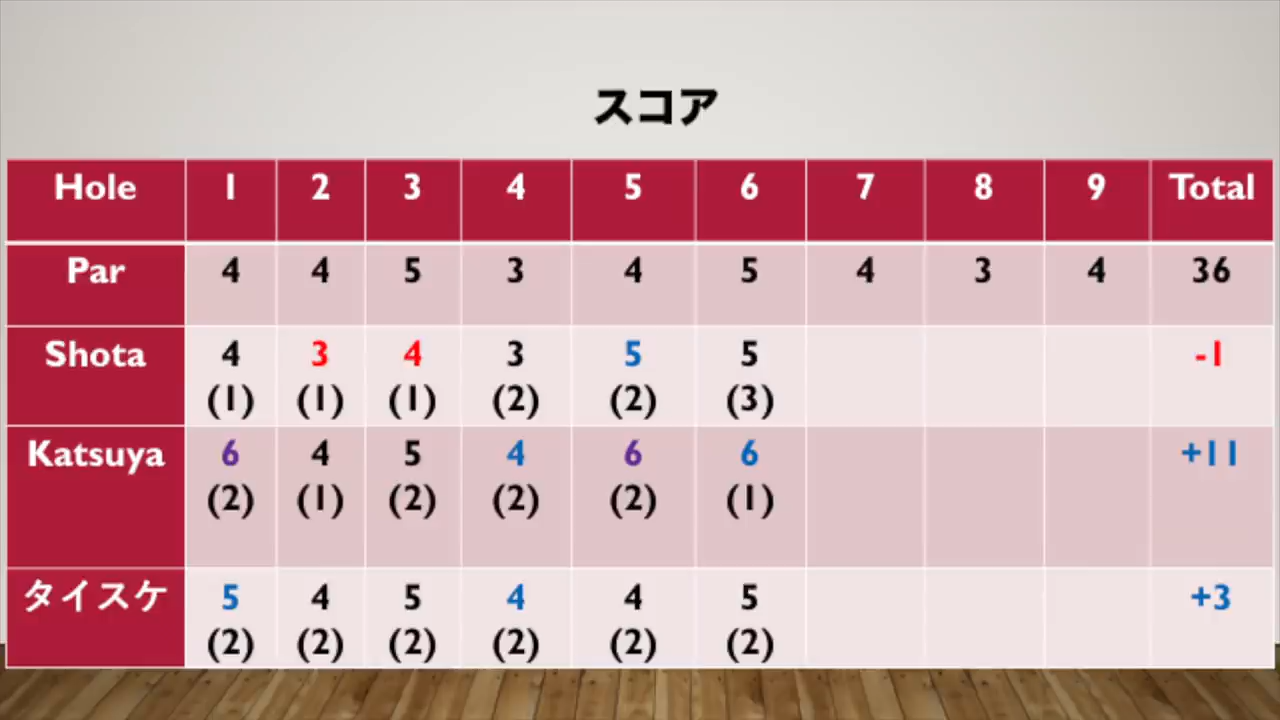 スコア
Hole 1 2 3 4 5 6 7 8 9 Total
Par 4 4 5 3 4 5 4 3 4 36
Shota 4 3 4 3 5 5 -1
(1) (1) (1) (2) (2) (3)
Katsuya 6 4 5 4 6 6 +11
(2) (1) (2) (2) (2) (1)
タイスケ 5 4 5 4 4 5 +3
(2) (2) (2) (2) (2) (2)